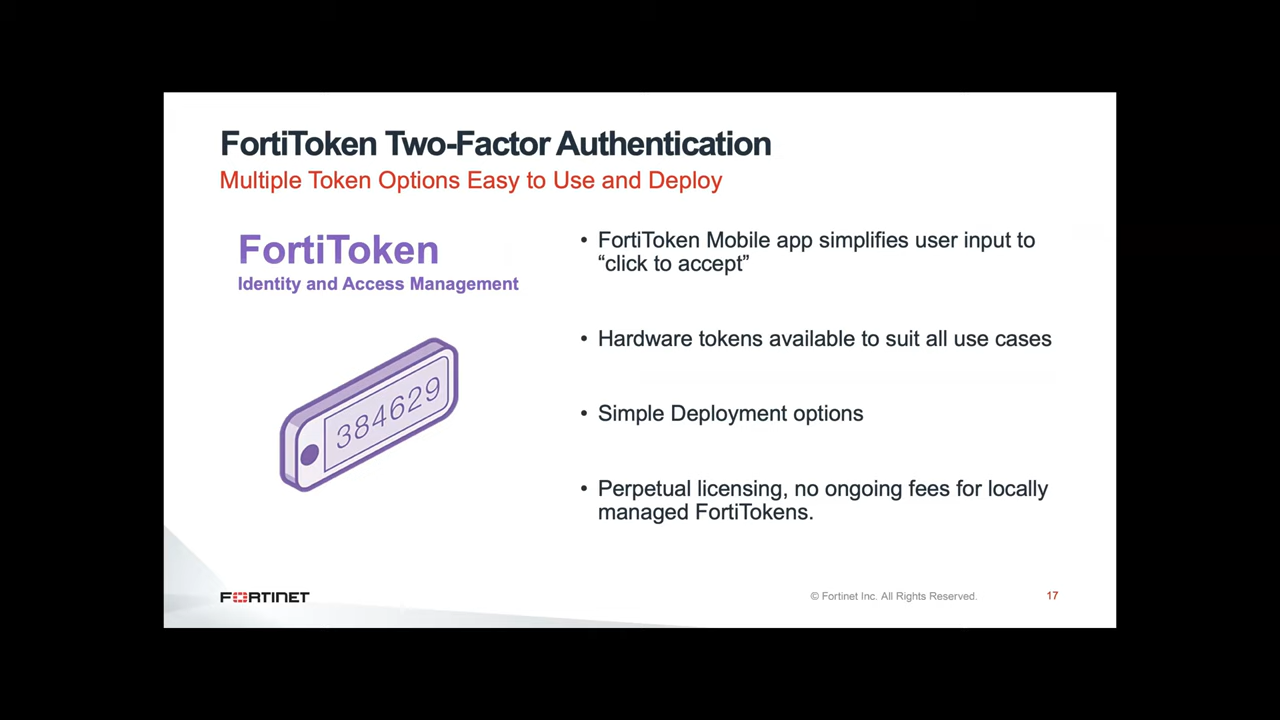 FortiToken Two-Factor Authentication
Multiple Token Options Easy to Use and Deploy
FortiToken
Identity and Access Management
384629
• FortiToken Mobile app simplifies user input to
“click to accept”
• Hardware tokens available to suit all use cases
• Simple Deployment options
• Perpetual licensing, no ongoing fees for locally
managed FortiTokens.
FORTINET
© Fortinet Inc. All Rights Reserved.
17